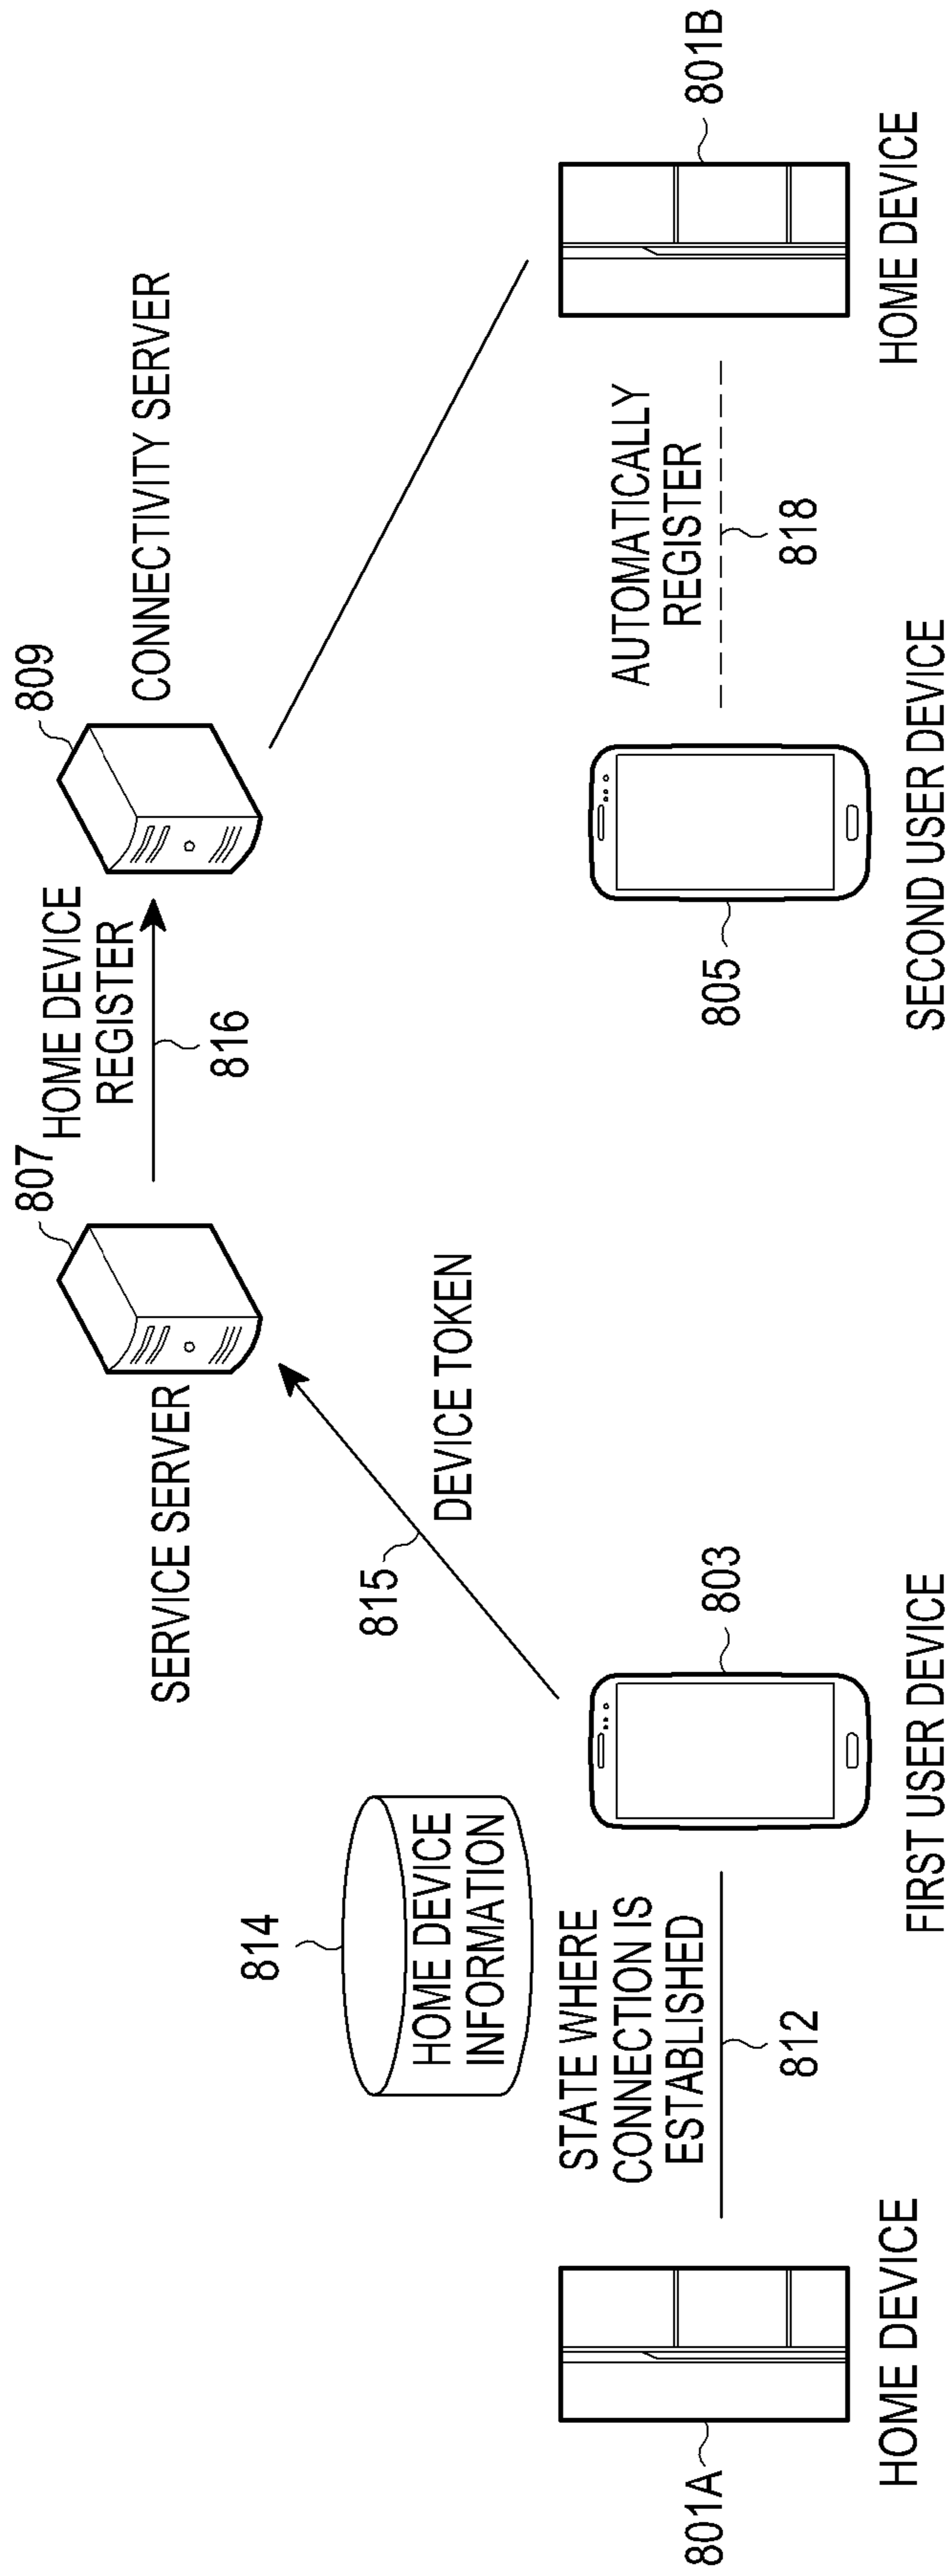 807
809
HOME DEVICE
REGISTER
816
SERVICE SERVER
CONNECTIVITY SERVER
815
DEVICE TOKEN
814
HOME DEVICE
INFORMATION
STATE WHERE
CONNECTION IS
ESTABLISHED
812
AUTOMATICALLY
REGISTER
818
801A
803
805
801B
HOME DEVICE
FIRST USER DEVICE
SECOND USER DEVICE
HOME DEVICE